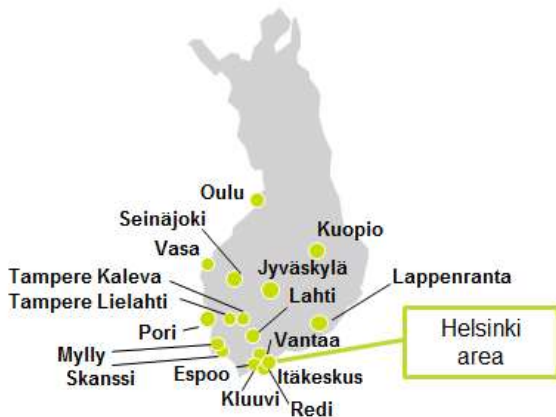 Oulu
Seinäjoki
Kuopio
Vasa
Jyväskylä
Tampere Kaleva
Lappenranta
Tampere Lielahti
Lahti
Pori
Vantaa
Helsinki
area
Mylly
Skanssi
Espoo
Itäkeskus
Kluuvi
Redi